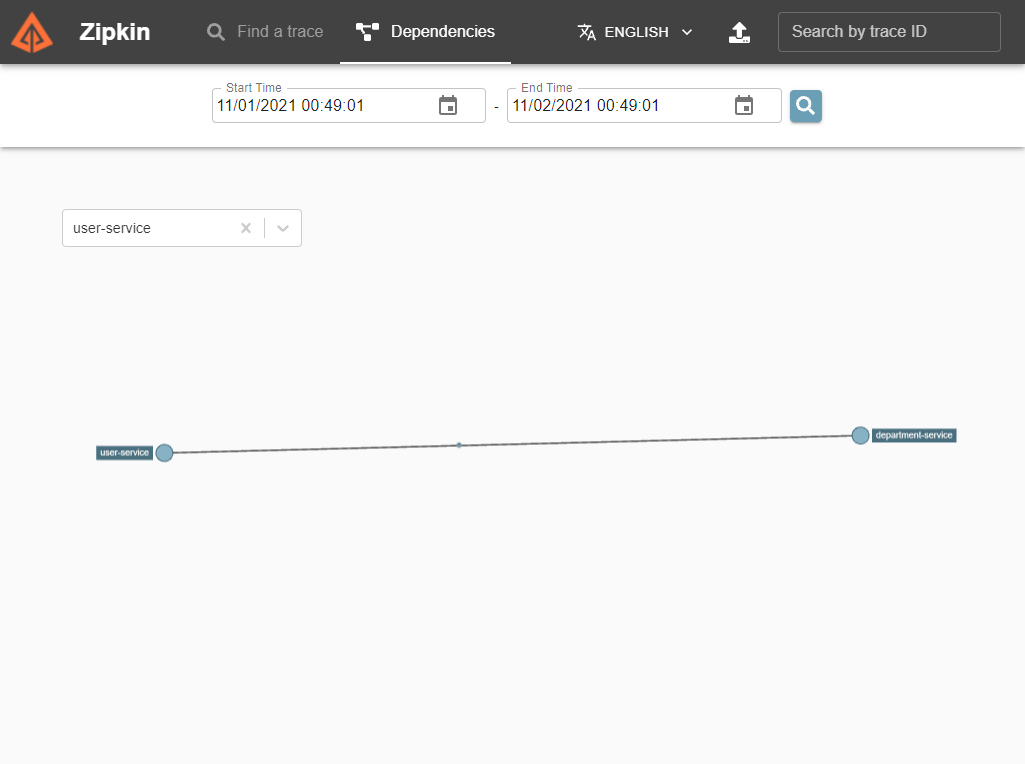 Zipkin
Find a trace
Dependencies
ENGLISH
Search by trace ID
Start Time
11/01/2021 00:49:01
-
End Time
11/02/2021 00:49:01
user-service
department-service
user-service